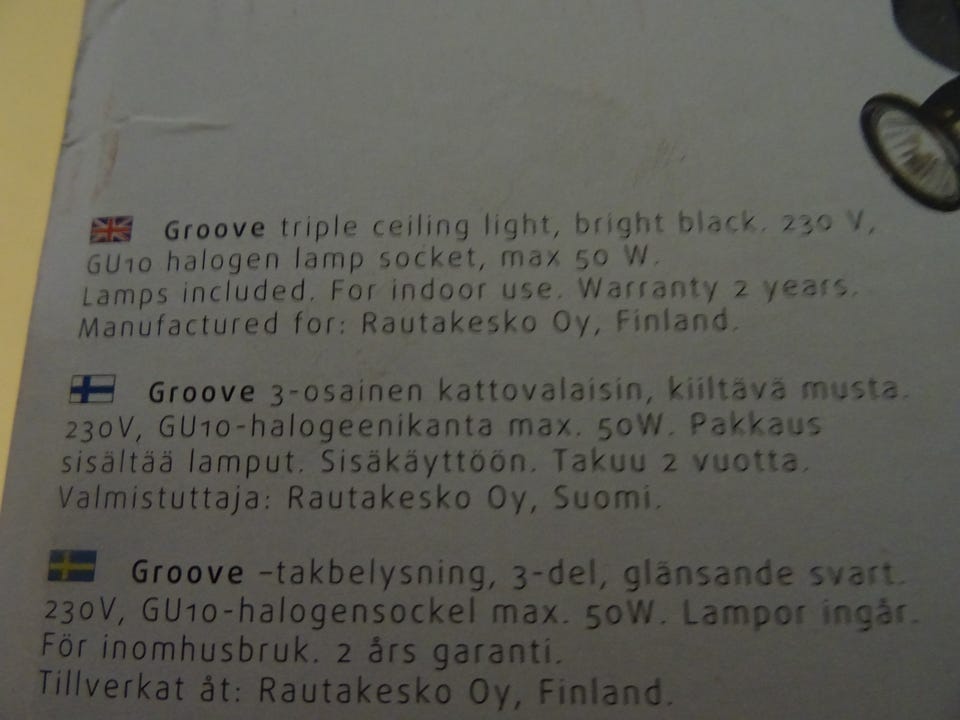 Groove triple ceiling light, bright black. 230 V,
GU10 halogen lamp socket, max 50 W.
Lamps included. For indoor use. Warranty 2 years.
Manufactured for: Rautakesko Oy, Finland.
Groove 3-osainen kattovalaisin, kiiltävä musta.
230V, GU10-halogeenikanta max. 50W. Pakkaus
sisältää lamput. Sisäkäyttöön. Takuu 2 vuotta.
Valmistuttaja: Rautakesko Oy, Suomi.
Groove –takbelysning, 3-del, glänsande svart.
230V, GU10-halogensockel max. 50W. Lampor ingår.
För inomhusbruk. 2 års garanti.
Tillverkat åt: Rautakesko Oy, Finland.